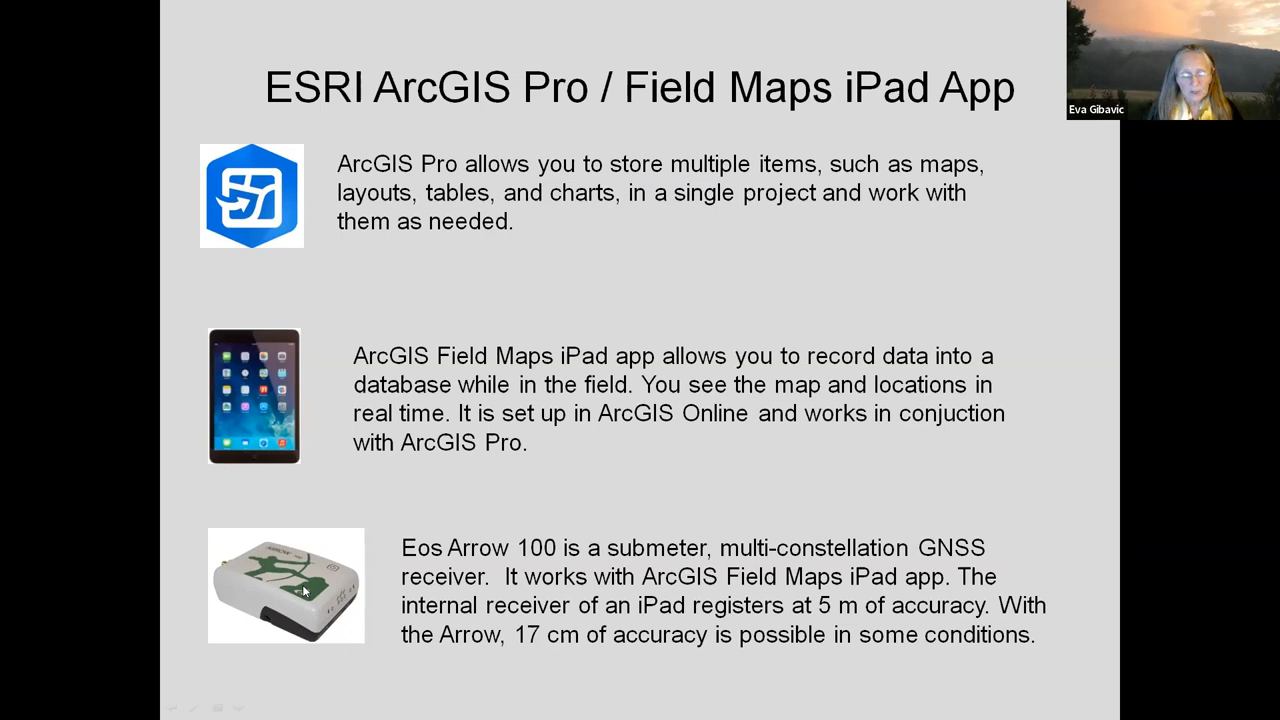 ESRI ArcGIS Pro / Field Maps iPad App
Eva Gibavic
ArcGIS Pro allows you to store multiple items, such as maps,
layouts, tables, and charts, in a single project and work with
them as needed.
ArcGIS Field Maps iPad app allows you to record data into a
database while in the field. You see the map and locations in
real time. It is set up in ArcGIS Online and works in conjuction
with ArcGIS Pro.
ARROW
Eos Arrow 100 is a submeter, multi-constellation GNSS
receiver.  It works with ArcGIS Field Maps iPad app. The
internal receiver of an iPad registers at 5 m of accuracy. With
the Arrow, 17 cm of accuracy is possible in some conditions.